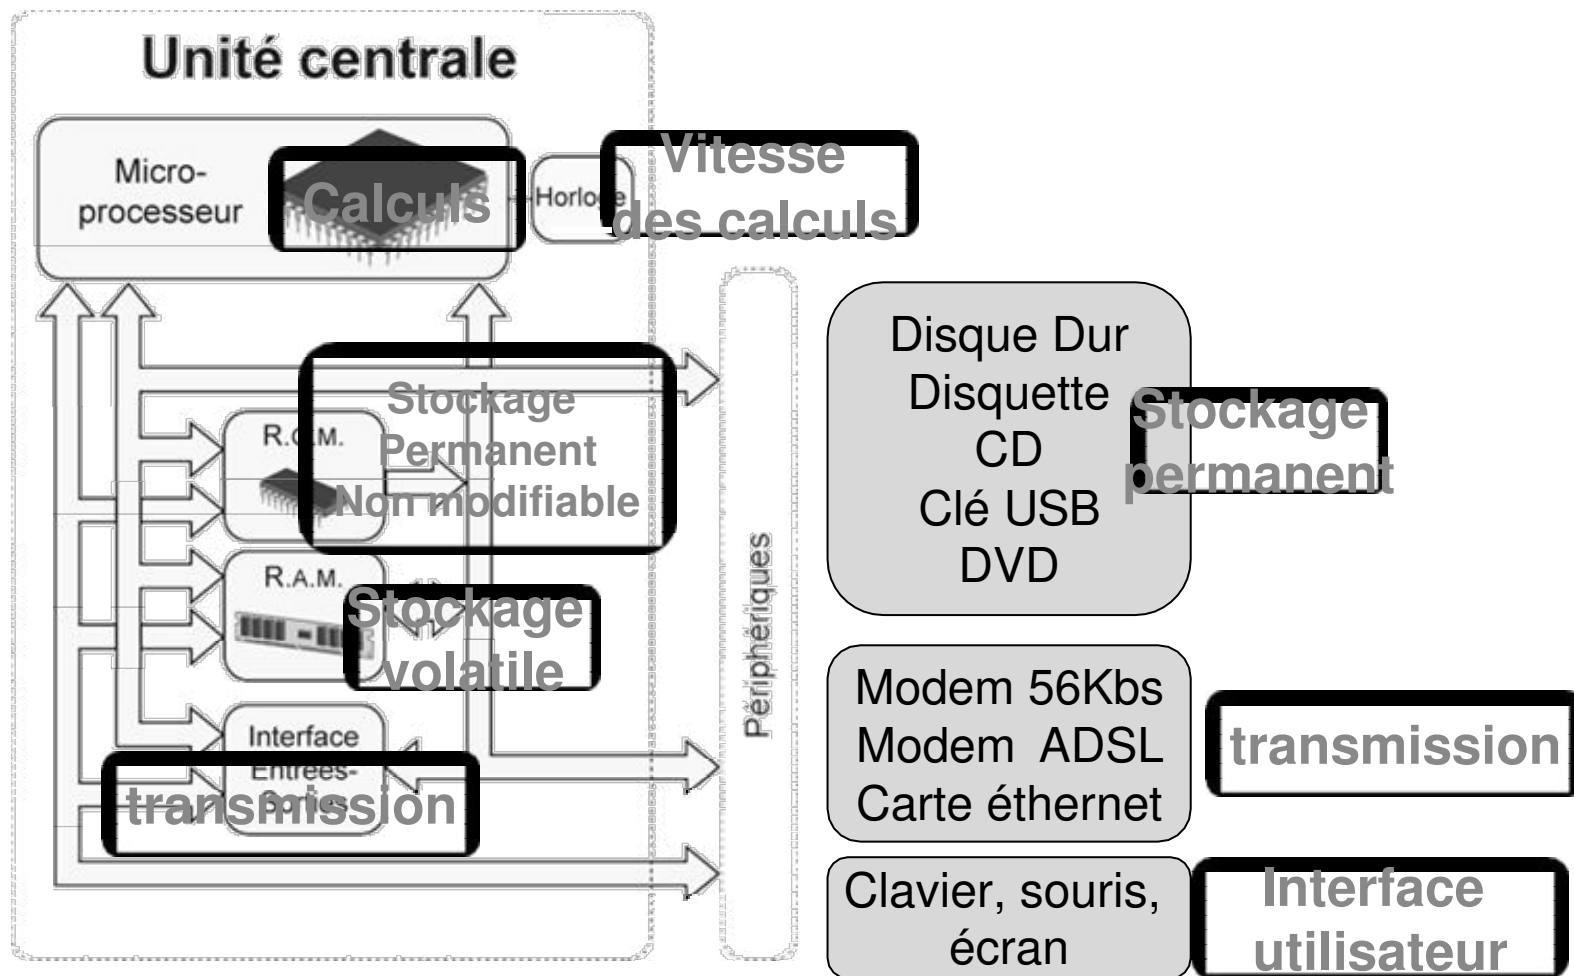 Unité centrale
Micro-
processeur
Calculs
Horloge
Vitesse
des calculs
Stockage
Permanent
Non modifiable
R.O.M.
R.A.M.
Stockage
volatile
Interface
Entrées-
Sorties
transmission
Périphériques
Disque Dur
Disquette
CD
Clé USB
DVD
Stockage
permanent
Modem 56Kbs
Modem ADSL
Carte éthernet
transmission
Clavier, souris,
écran
Interface
utilisateur